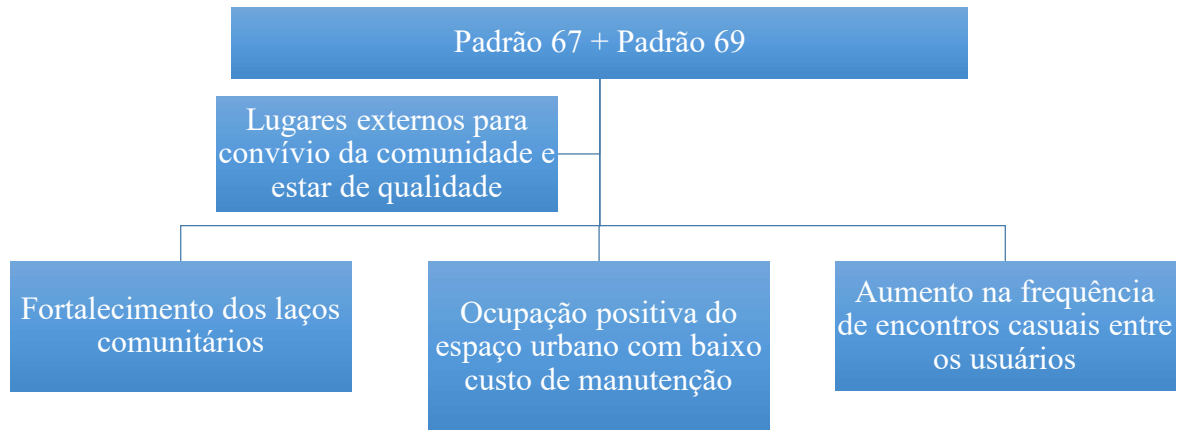 Padrão 67 + Padrão 69
Lugares externos para
convívio da comunidade e
estar de qualidade
Fortalecimento dos laços
comunitários
Ocupação positiva do
espaço urbano com baixo
custo de manutenção
Aumento na frequência
de encontros casuais entre
os usuários